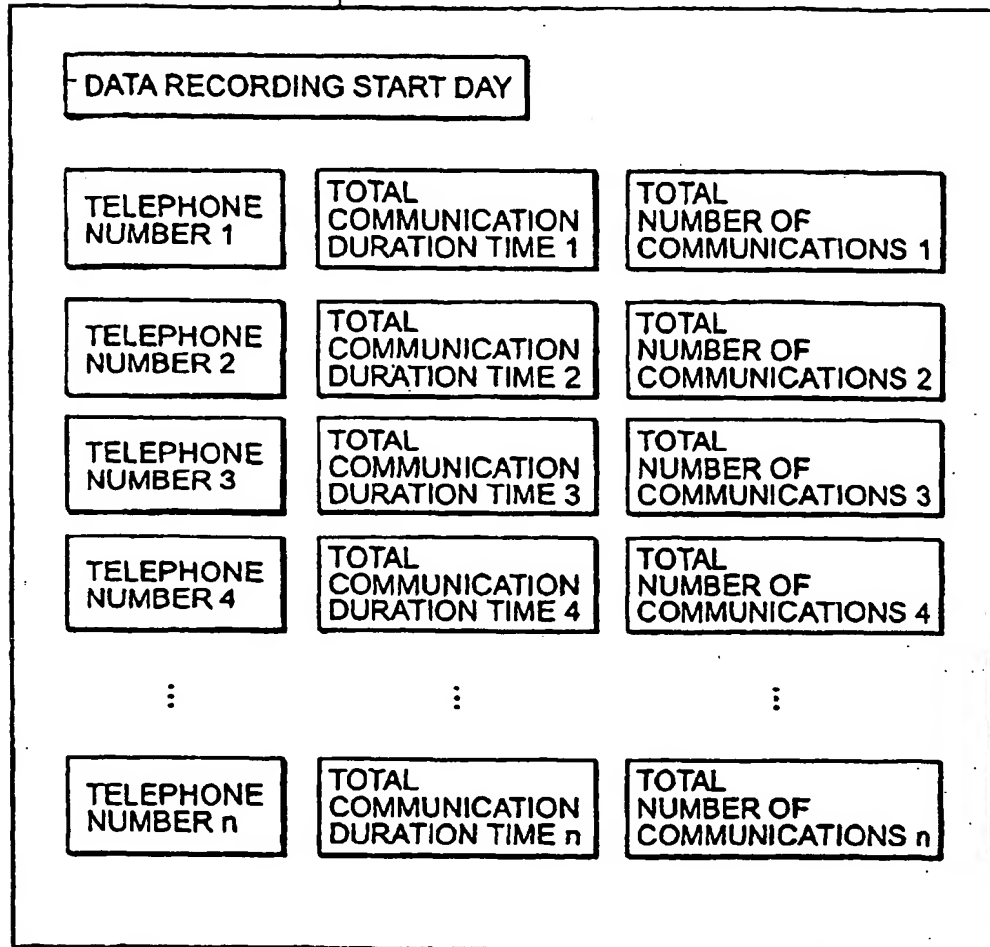 DATA RECORDING START DAY
TELEPHONE
NUMBER 1
TOTAL
COMMUNICATION
DURATION TIME 1
TOTAL
NUMBER OF
COMMUNICATIONS 1
TELEPHONE
NUMBER 2
TOTAL
COMMUNICATION
DURATION TIME 2
TOTAL
NUMBER OF
COMMUNICATIONS 2
TELEPHONE
NUMBER 3
TOTAL
COMMUNICATION
DURATION TIME 3
TOTAL
NUMBER OF
COMMUNICATIONS 3
TELEPHONE
NUMBER 4
TOTAL
COMMUNICATION
DURATION TIME 4
TOTAL
NUMBER OF
COMMUNICATIONS 4
TELEPHONE
NUMBER n
TOTAL
COMMUNICATION
DURATION TIME n
TOTAL
NUMBER OF
COMMUNICATIONS n